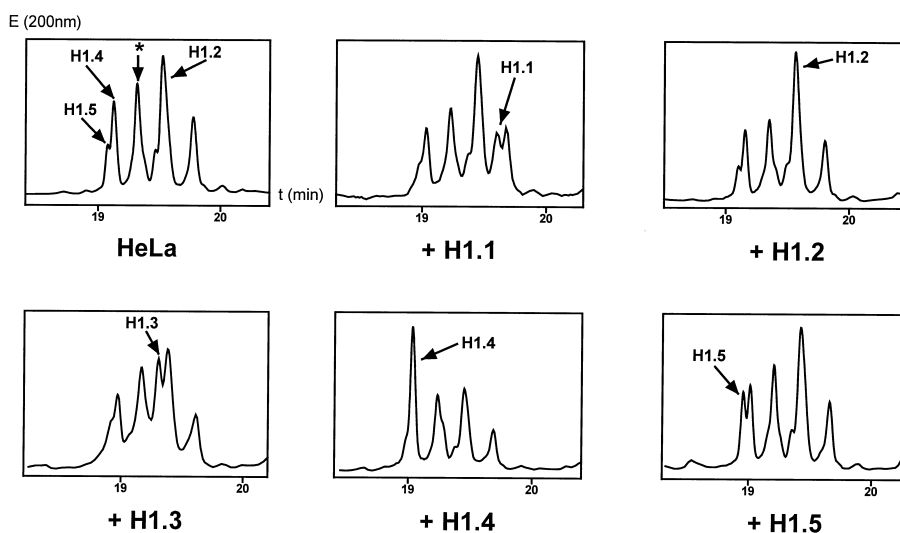 E (200nm)
H1.4
*
H1.2
H1.5
t (min)
19
20
HeLa
H1.1
19
20
+ H1.1
H1.2
19
20
+ H1.2
H1.3
19
20
+ H1.3
H1.4
19
20
+ H1.4
H1.5
19
20
+ H1.5